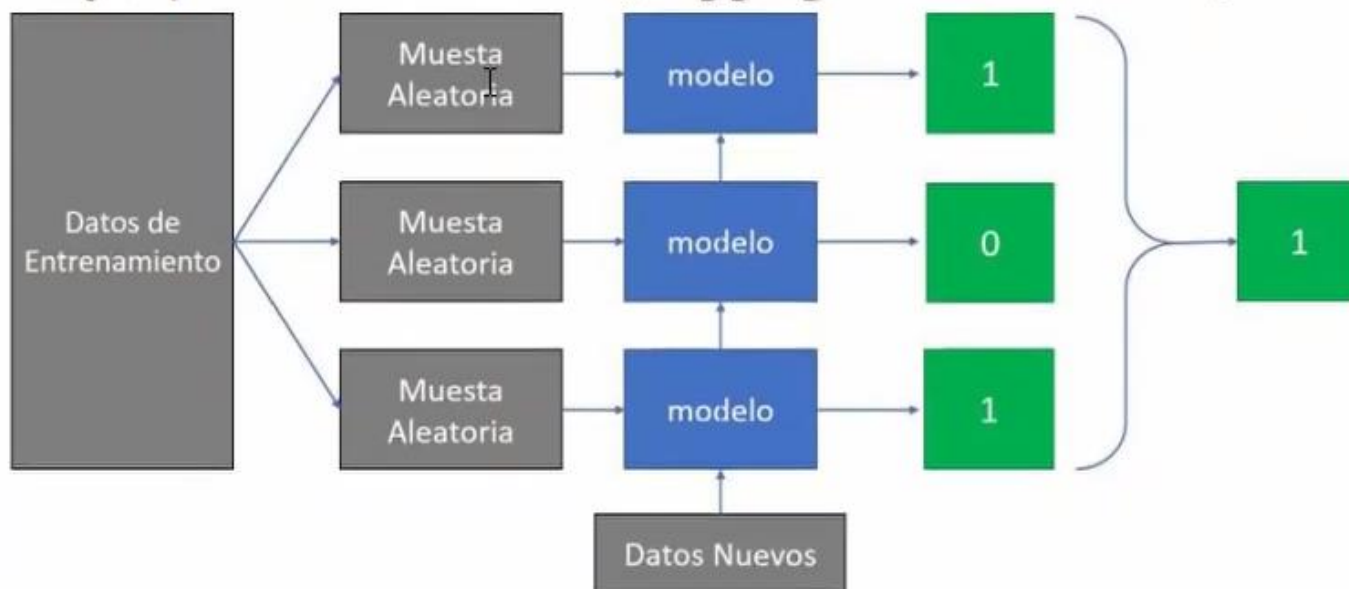 Datos de
Entrenamiento
Muesta
Aleatoria
modelo
1
Muesta
Aleatoria
modelo
0
1
Muesta
Aleatoria
modelo
1
Datos Nuevos